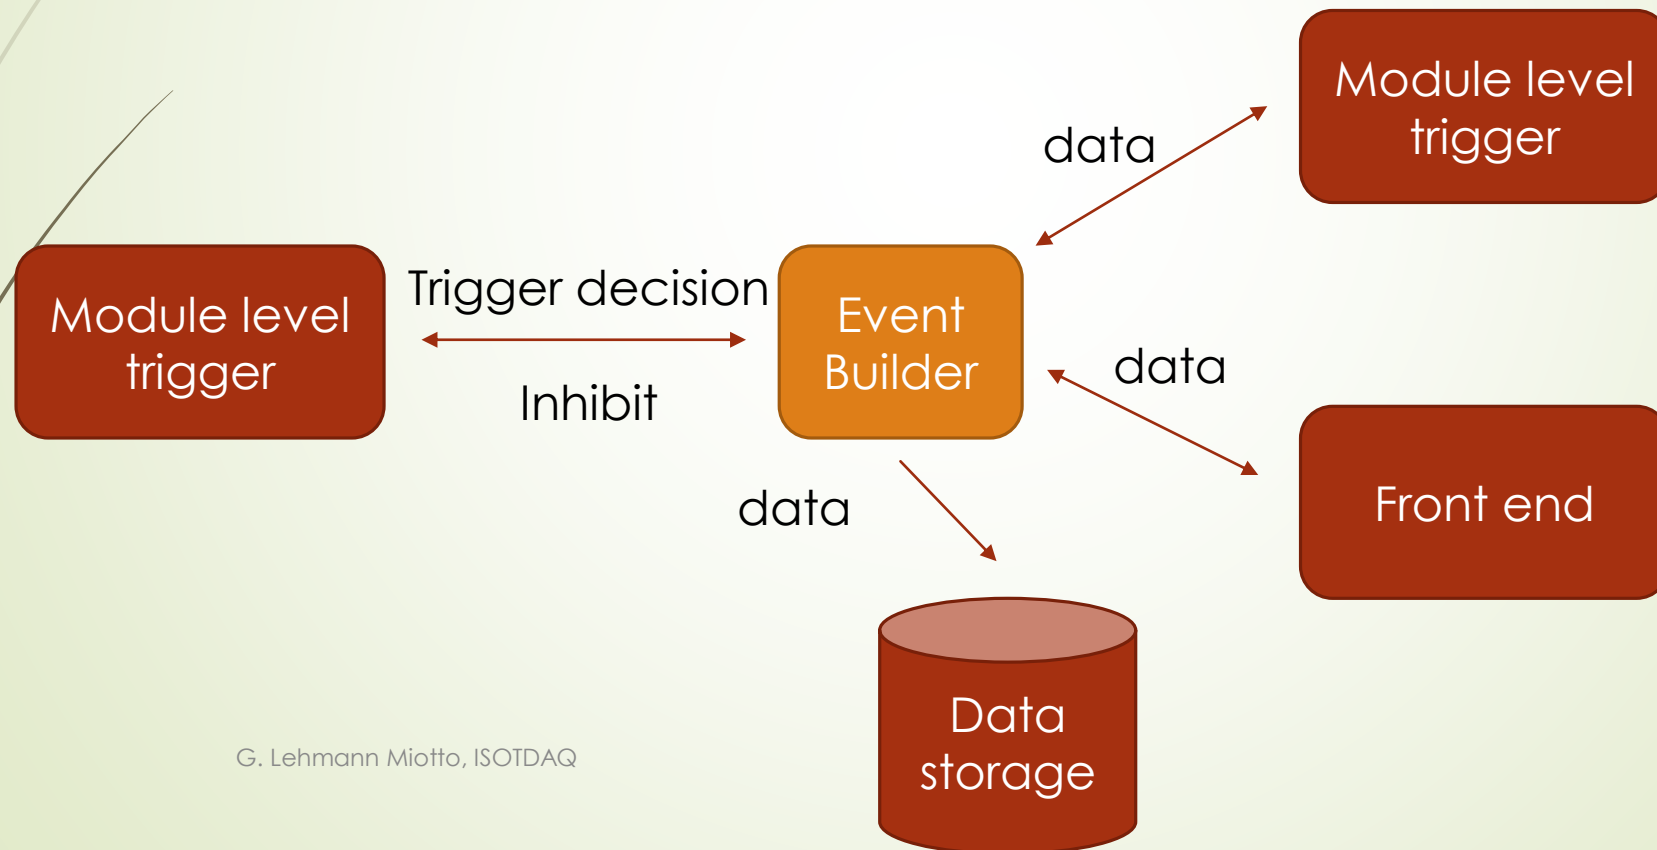 Module level
trigger
data
Module level
trigger
Trigger decision
Inhibit
Event
Builder
data
Front end
data
Data
storage
G. Lehmann Miotto, ISOTDAQ